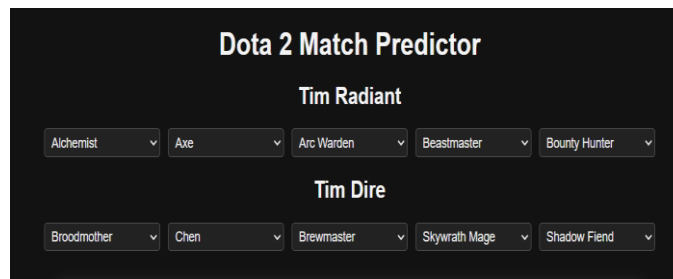 Dota 2 Match Predictor
Tim Radiant
Alchemist Axe Arc Warden Beastmaster Bounty Hunter
Tim Dire
Broodmother Chen Brewmaster Skywrath Mage Shadow Fiend